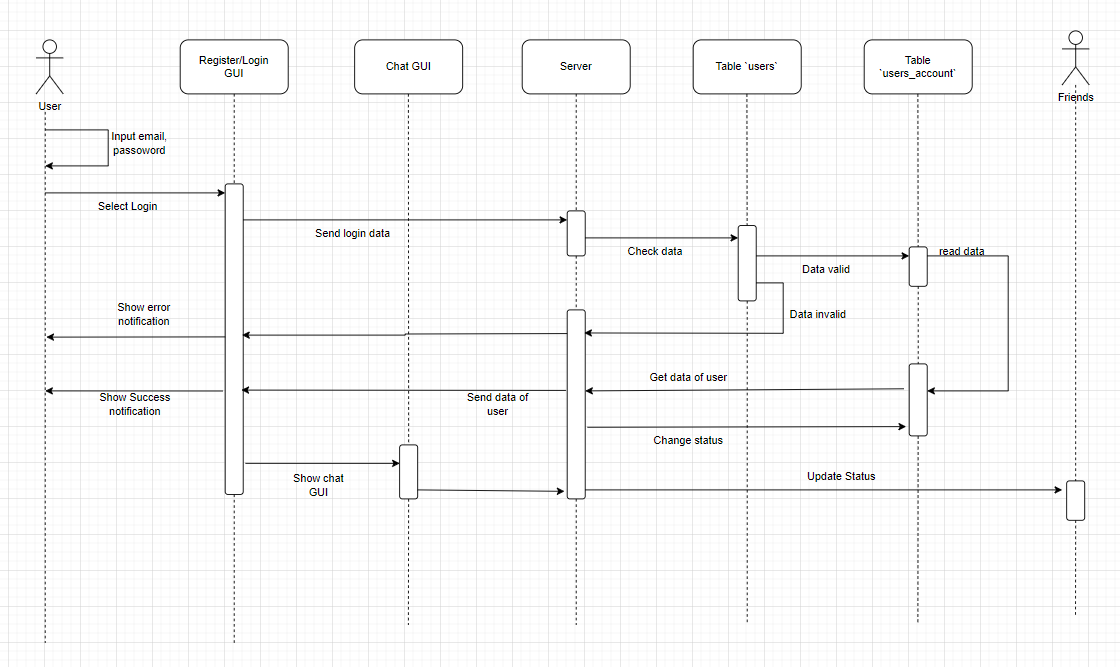 Register/Login
GUI
Chat GUI
Server
Table `users`
Table
`users_account`
User
Friends
Input email,
passoword
Select Login
Send login data
Check data
read data
Data valid
Show error
notification
Data invalid
Get data of user
Show Success
notification
Send data of
user
Change status
Show chat
GUI
Update Status